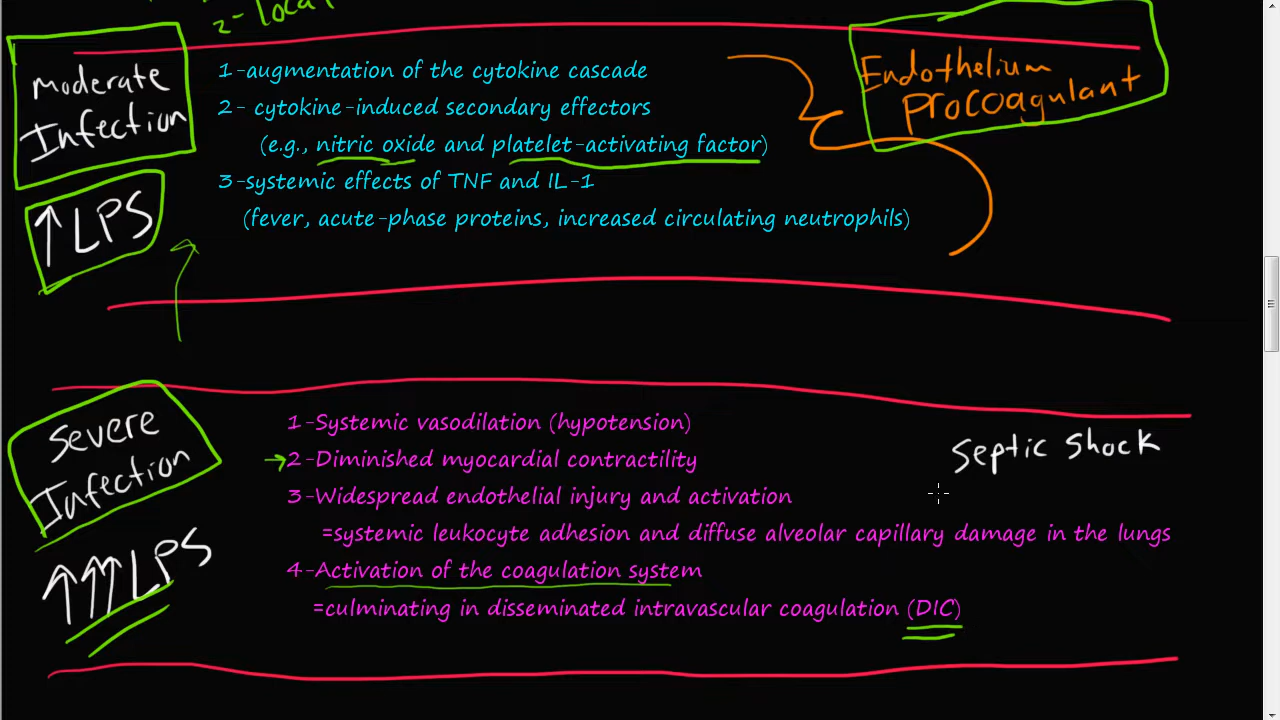 2- local
Moderate
Infection
↑LPS
1-augmentation of the cytokine cascade
2- cytokine-induced secondary effectors
(e.g., nitric oxide and platelet-activating factor)
3-systemic effects of TNF and IL-1
(fever, acute-phase proteins, increased circulating neutrophils)
Endothelium
Procoagulant
Severe
Infection
↑↑↑LPS
1-Systemic vasodilation (hypotension)
2-Diminished myocardial contractility
3-Widespread endothelial injury and activation
=systemic leukocyte adhesion and diffuse alveolar capillary damage in the lungs
4-Activation of the coagulation system
=culminating in disseminated intravascular coagulation (DIC)
Septic Shock